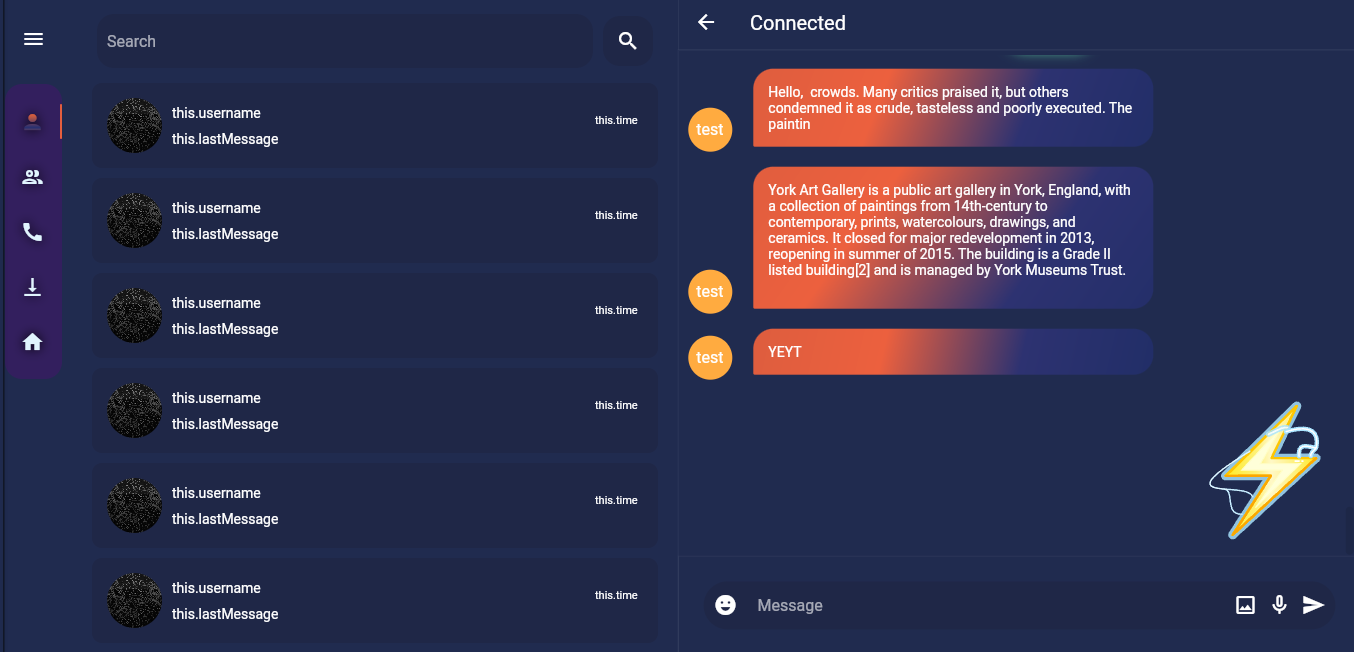 Search
this.username
this.time
this.lastMessage
this.username
this.time
this.lastMessage
this.username
this.time
this.lastMessage
this.username
this.time
this.lastMessage
this.username
this.time
this.lastMessage
this.username
this.time
this.lastMessage
Connected
Hello,  crowds. Many critics praised it, but others
condemned it as crude, tasteless and poorly executed. The
paintin
test
York Art Gallery is a public art gallery in York, England, with
a collection of paintings from 14th-century to
contemporary, prints, watercolours, drawings, and
ceramics. It closed for major redevelopment in 2013,
reopening in summer of 2015. The building is a Grade II
listed building[2] and is managed by York Museums Trust.
test
YEYT
test
Message